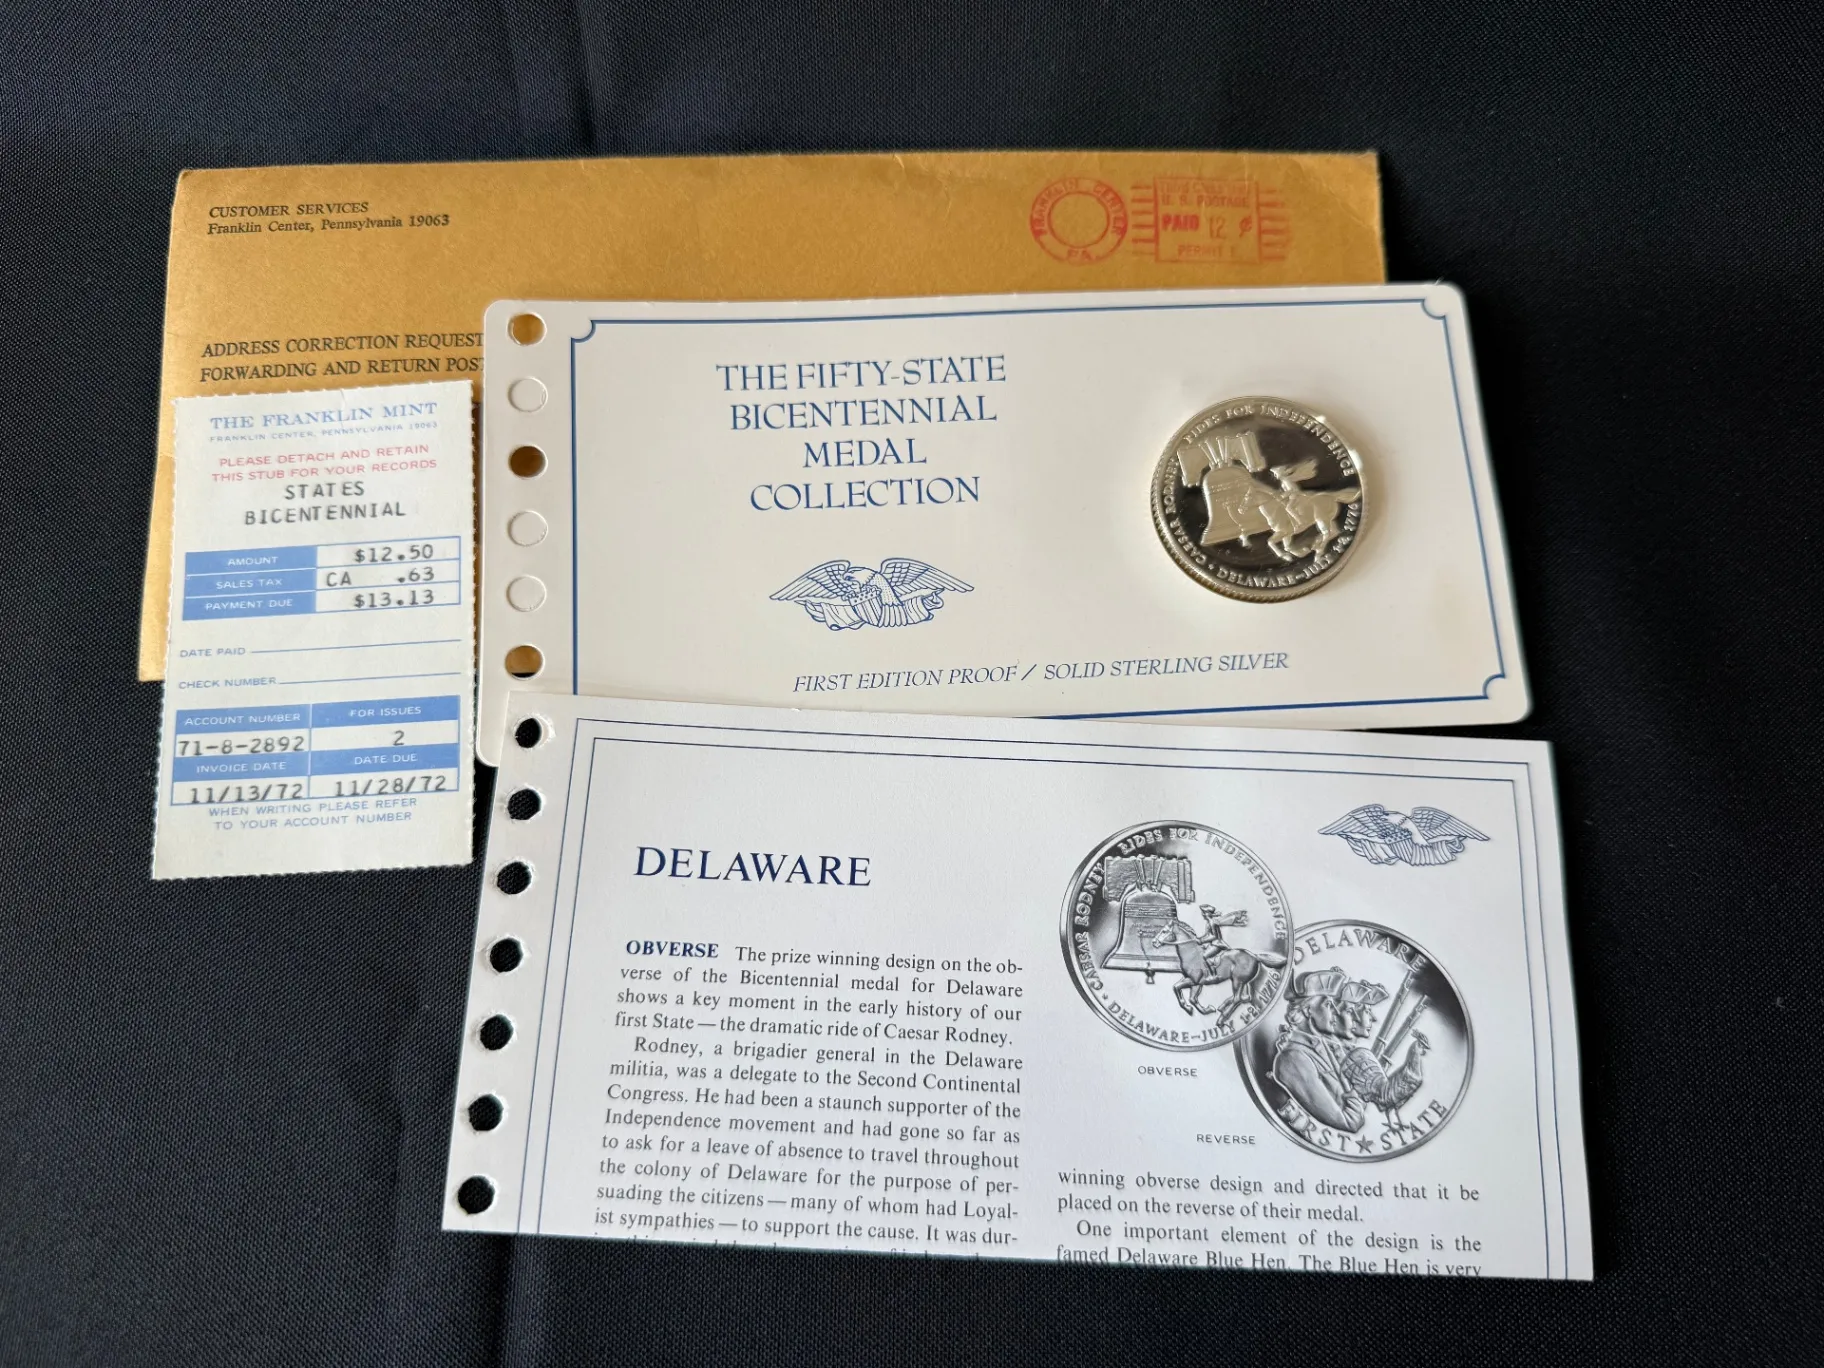 CUSTOMER SERVICES
Franklin Center, Pennsylvania 19063
FRANKLIN CENTER
PA.
U. S. POSTAGE
PAID 12 ¢
PERMIT 1
ADDRESS CORRECTION REQUEST
FORWARDING AND RETURN POS
THE FRANKLIN MINT
FRANKLIN CENTER, PENNSYLVANIA 19063
PLEASE DETACH AND RETAIN
THIS STUB FOR YOUR RECORDS
STATES
BICENTENNIAL
AMOUNT $12.50
SALES TAX CA .63
PAYMENT DUE $13.13
DATE PAID
CHECK NUMBER
ACCOUNT NUMBER FOR ISSUES
71-8-2892 2
INVOICE DATE DATE DUE
11/13/72 11/28/72
WHEN WRITING PLEASE REFER
TO YOUR ACCOUNT NUMBER
THE FIFTY-STATE
BICENTENNIAL
MEDAL
COLLECTION
CAESAR RODNEY RIDES FOR INDEPENDENCE
• DELAWARE–JULY 1-2, 1776
FIRST EDITION PROOF / SOLID STERLING SILVER
DELAWARE
OBVERSE The prize winning design on the ob-
verse of the Bicentennial medal for Delaware
shows a key moment in the early history of our
first State — the dramatic ride of Caesar Rodney.
Rodney, a brigadier general in the Delaware
militia, was a delegate to the Second Continental
Congress. He had been a staunch supporter of the
Independence movement and had gone so far as
to ask for a leave of absence to travel throughout
the colony of Delaware for the purpose of per-
suading the citizens — many of whom had Loyal-
ist sympathies — to support the cause. It was dur-
CAESAR RODNEY RIDES FOR INDEPENDENCE
• DELAWARE–JULY 1-2, 1776
OBVERSE
DELAWARE
FIRST ★ STATE
REVERSE
winning obverse design and directed that it be
placed on the reverse of their medal.
One important element of the design is the
famed Delaware Blue Hen. The Blue Hen is very